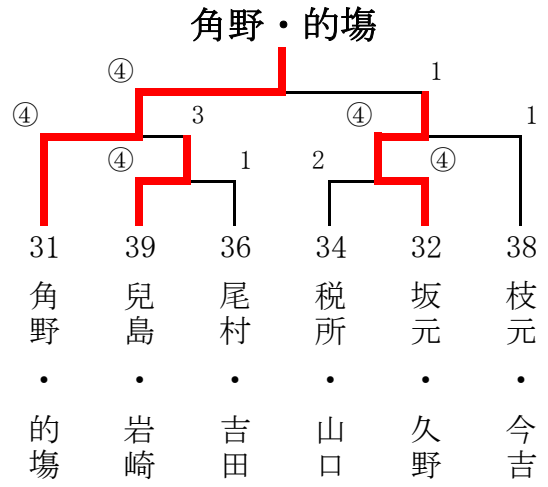 角野・的場
④ 1
④ 3 ④ 1
④ 1 2 ④
31 39 36 34 32 38
角野・的場
兒島・岩崎
尾村・吉田
税所・山口
坂元・久野
枝元・今吉